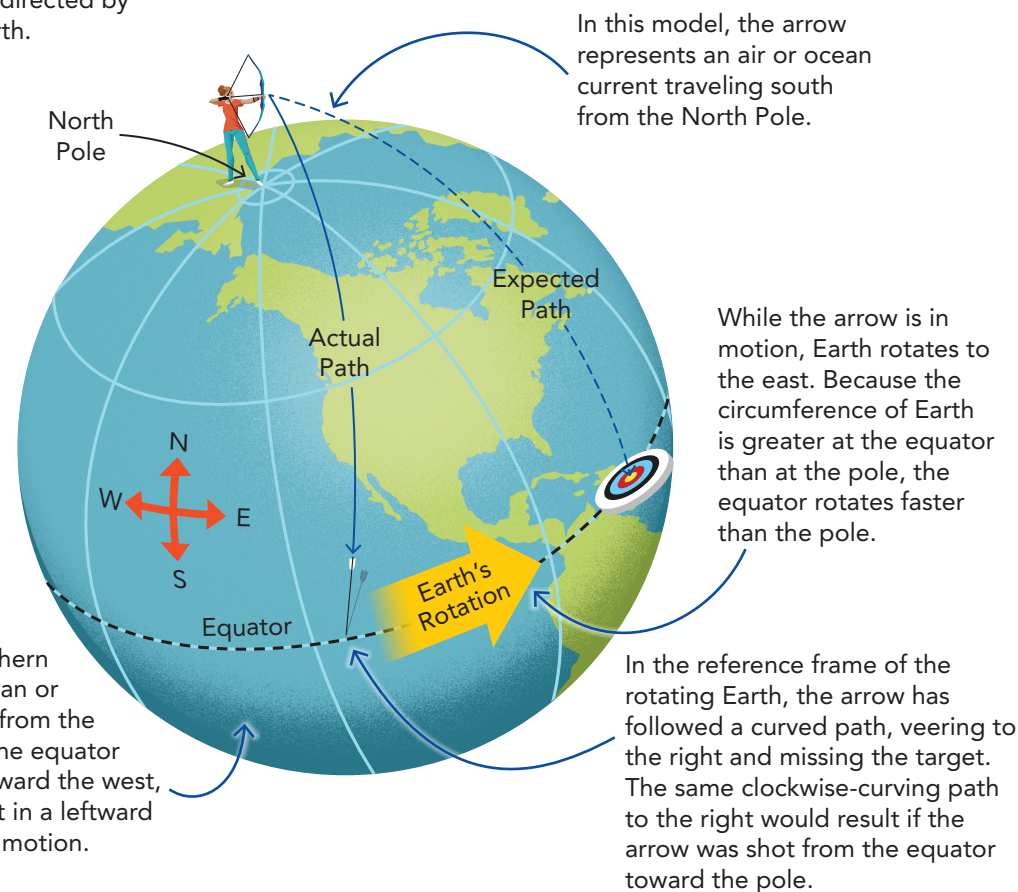 directed by
rth.
In this model, the arrow
represents an air or ocean
current traveling south
from the North Pole.
North
Pole
Expected
Path
Actual
Path
While the arrow is in
motion, Earth rotates to
the east. Because the
circumference of Earth
is greater at the equator
than at the pole, the
equator rotates faster
than the pole.
N
W
E
S
Earth's
Rotation
Equator
hern
an or
from the
he equator
ward the west,
t in a leftward
motion.
In the reference frame of the
rotating Earth, the arrow has
followed a curved path, veering to
the right and missing the target.
The same clockwise-curving path
to the right would result if the
arrow was shot from the equator
toward the pole.